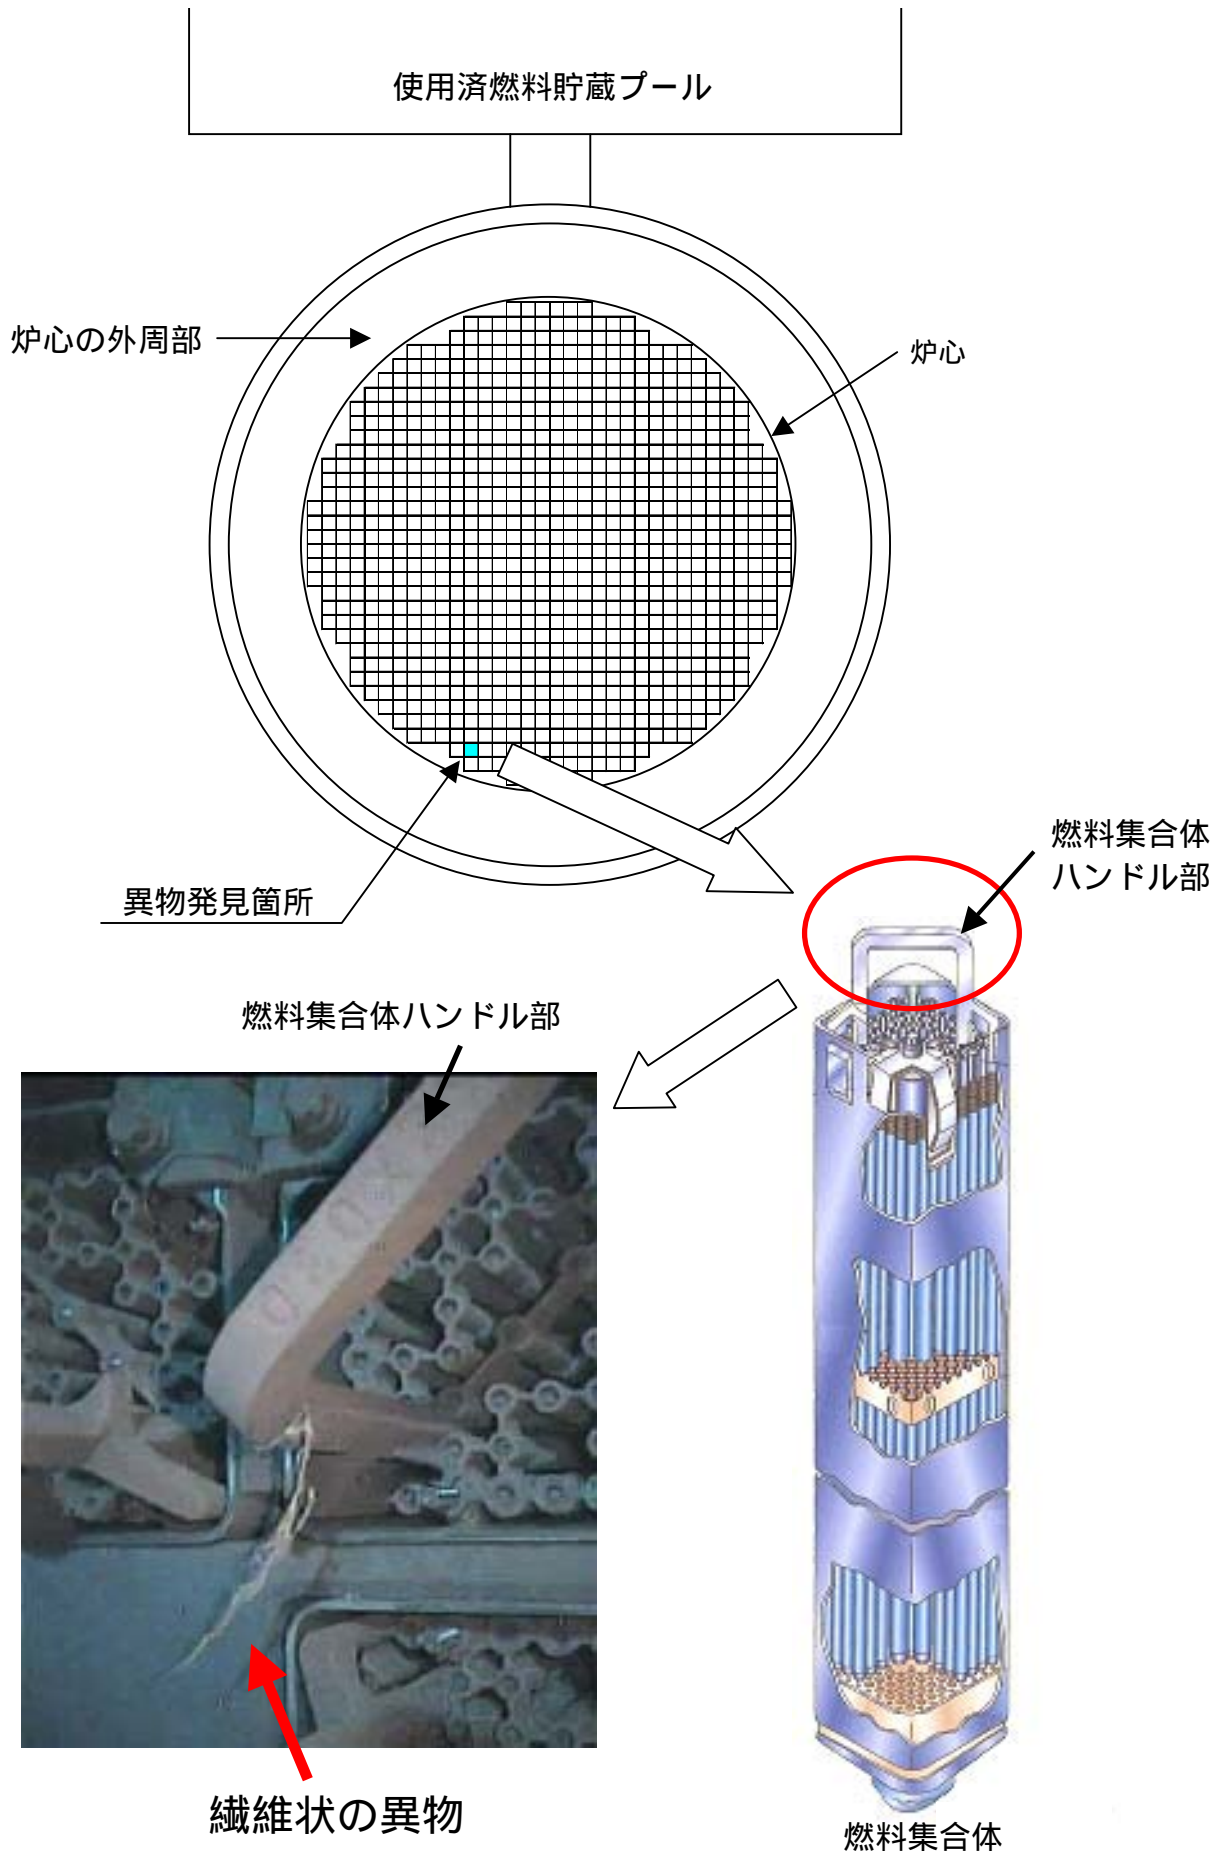 使用済燃料貯蔵プール
炉心の外周部
炉心
異物発見箇所
燃料集合体
ハンドル部
燃料集合体ハンドル部
繊維状の異物
燃料集合体